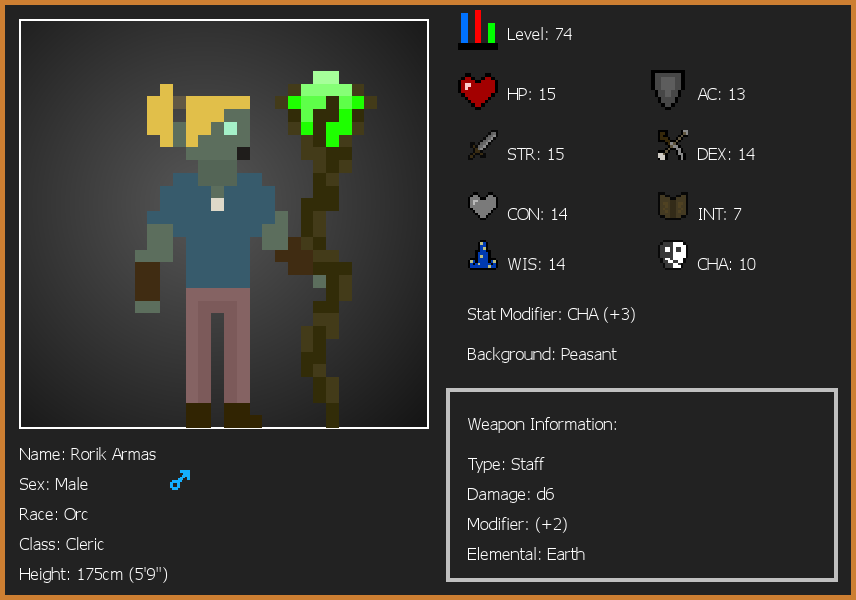 Level: 74
HP: 15
AC: 13
STR: 15
DEX: 14
CON: 14
INT: 7
WIS: 14
CHA: 10
Stat Modifier: CHA (+3)
Background: Peasant
Weapon Information:
Type: Staff
Damage: d6
Modifier: (+2)
Elemental: Earth
Name: Rorik Armas
Sex: Male
Race: Orc
Class: Cleric
Height: 175cm (5'9")